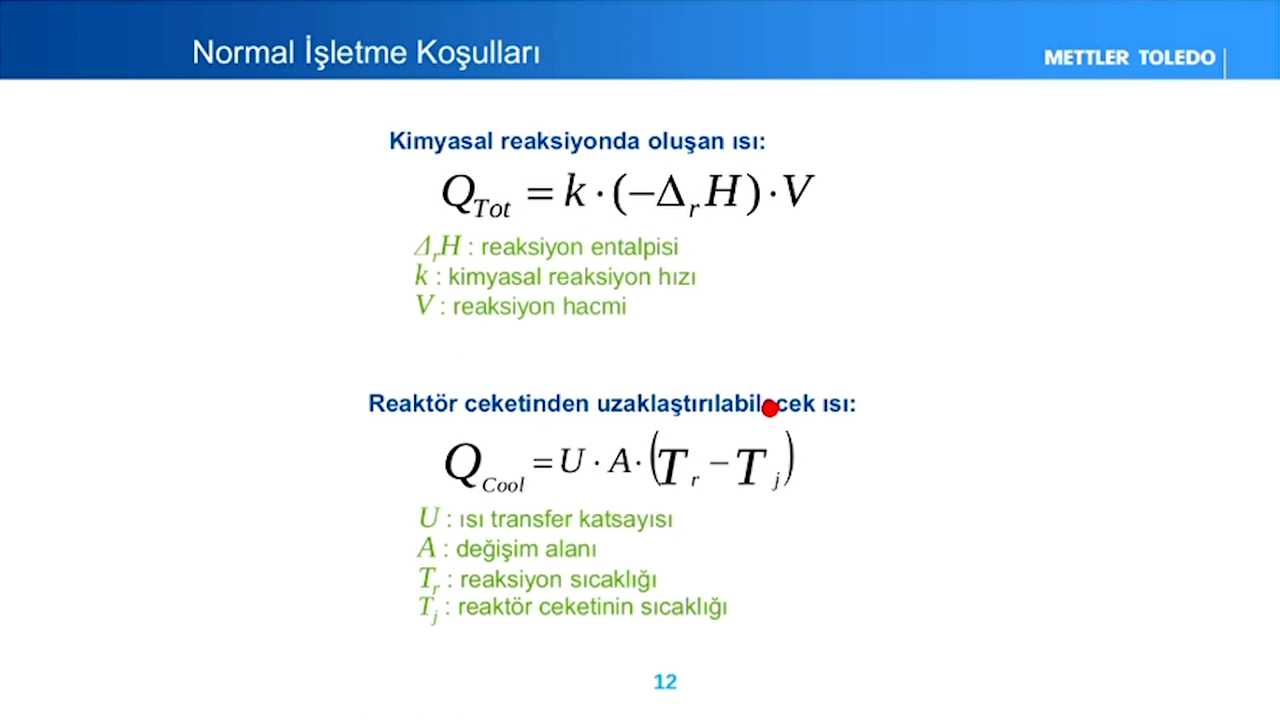 Normal İşletme Koşulları
METTLER TOLEDO
Kimyasal reaksiyonda oluşan ısı:
Q_Tot = k · (−Δ_r H) · V
Δ_r H : reaksiyon entalpisi
k : kimyasal reaksiyon hızı
V : reaksiyon hacmi
Reaktör ceketinden uzaklaştırılabilecek ısı:
Q_Cool = U · A · (T_r − T_j)
U : ısı transfer katsayısı
A : değişim alanı
T_r : reaksiyon sıcaklığı
T_j : reaktör ceketinin sıcaklığı
12